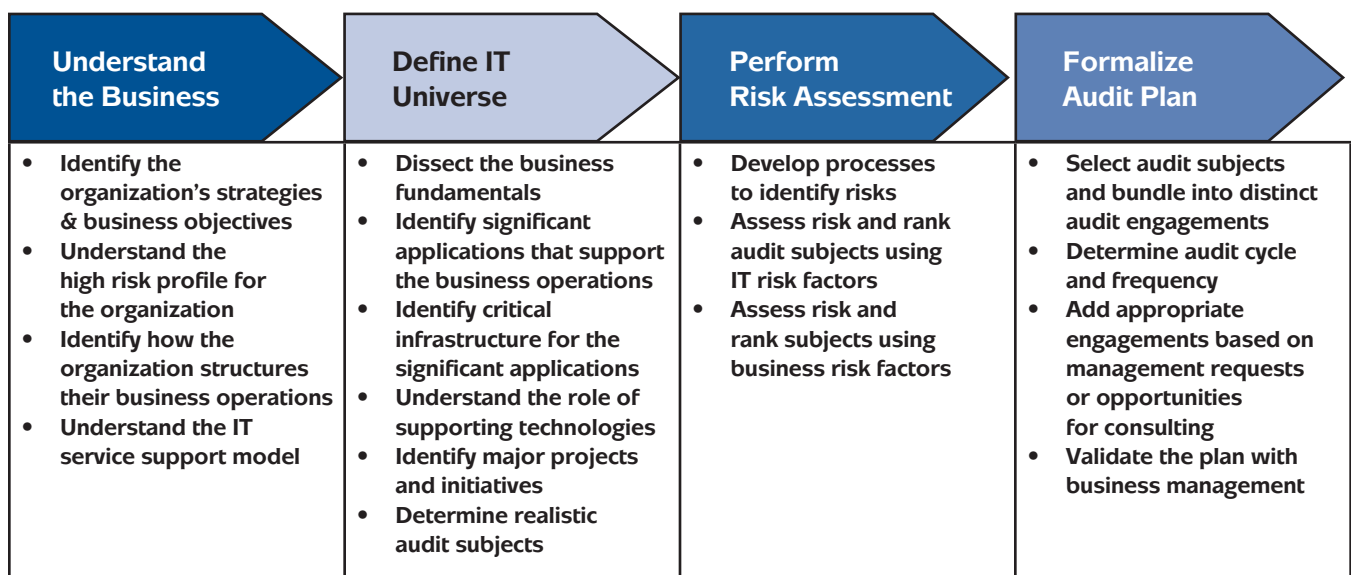 Understand
the Business
Define IT
Universe
Perform
Risk Assessment
Formalize
Audit Plan
• Identify the
organization's strategies
& business objectives
• Understand the
high risk profile for
the organization
• Identify how the
organization structures
their business operations
• Understand the IT
service support model
• Dissect the business
fundamentals
• Identify significant
applications that support
the business operations
• Identify critical
infrastructure for the
significant applications
• Understand the role of
supporting technologies
• Identify major projects
and initiatives
• Determine realistic
audit subjects
• Develop processes
to identify risks
• Assess risk and rank
audit subjects using
IT risk factors
• Assess risk and
rank subjects using
business risk factors
• Select audit subjects
and bundle into distinct
audit engagements
• Determine audit cycle
and frequency
• Add appropriate
engagements based on
management requests
or opportunities
for consulting
• Validate the plan with
business management